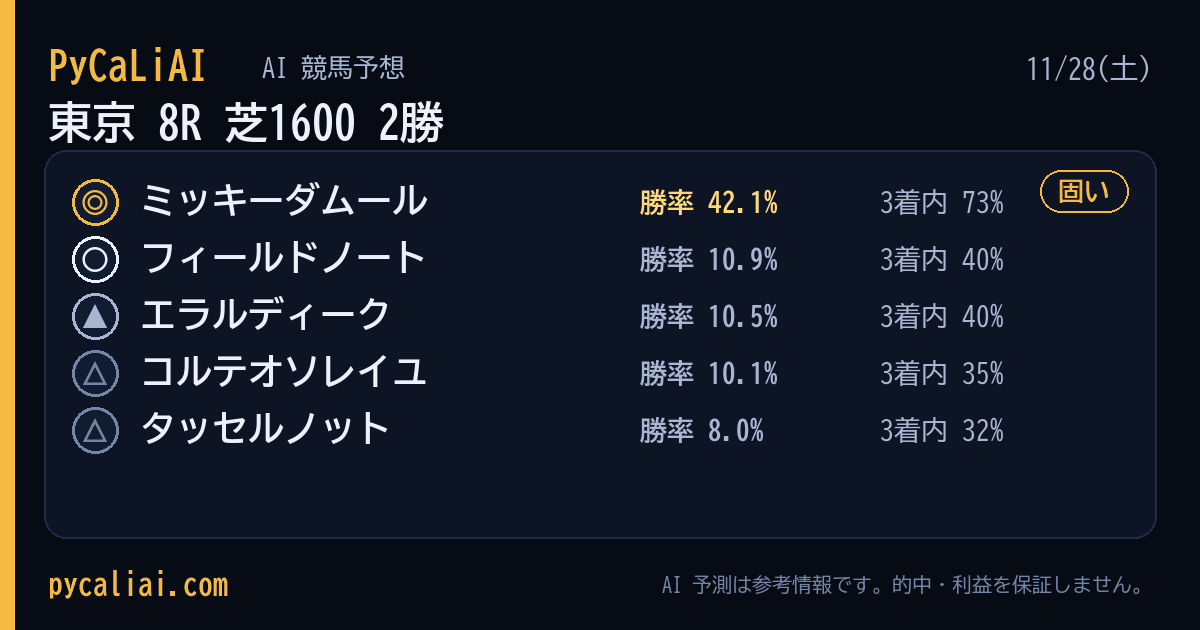 PyCaLiAI AI 競馬予想 11/28(土)
東京 8R 芝1600 2勝
◎ ミッキーダムール 勝率 42.1% 3着内 73% 固い
○ フィールドノート 勝率 10.9% 3着内 40%
▲ エラルディーク 勝率 10.5% 3着内 40%
△ コルテオソレイユ 勝率 10.1% 3着内 35%
△ タッセルノット 勝率 8.0% 3着内 32%
pycaliai.com AI 予測は参考情報です。的中・利益を保証しません。